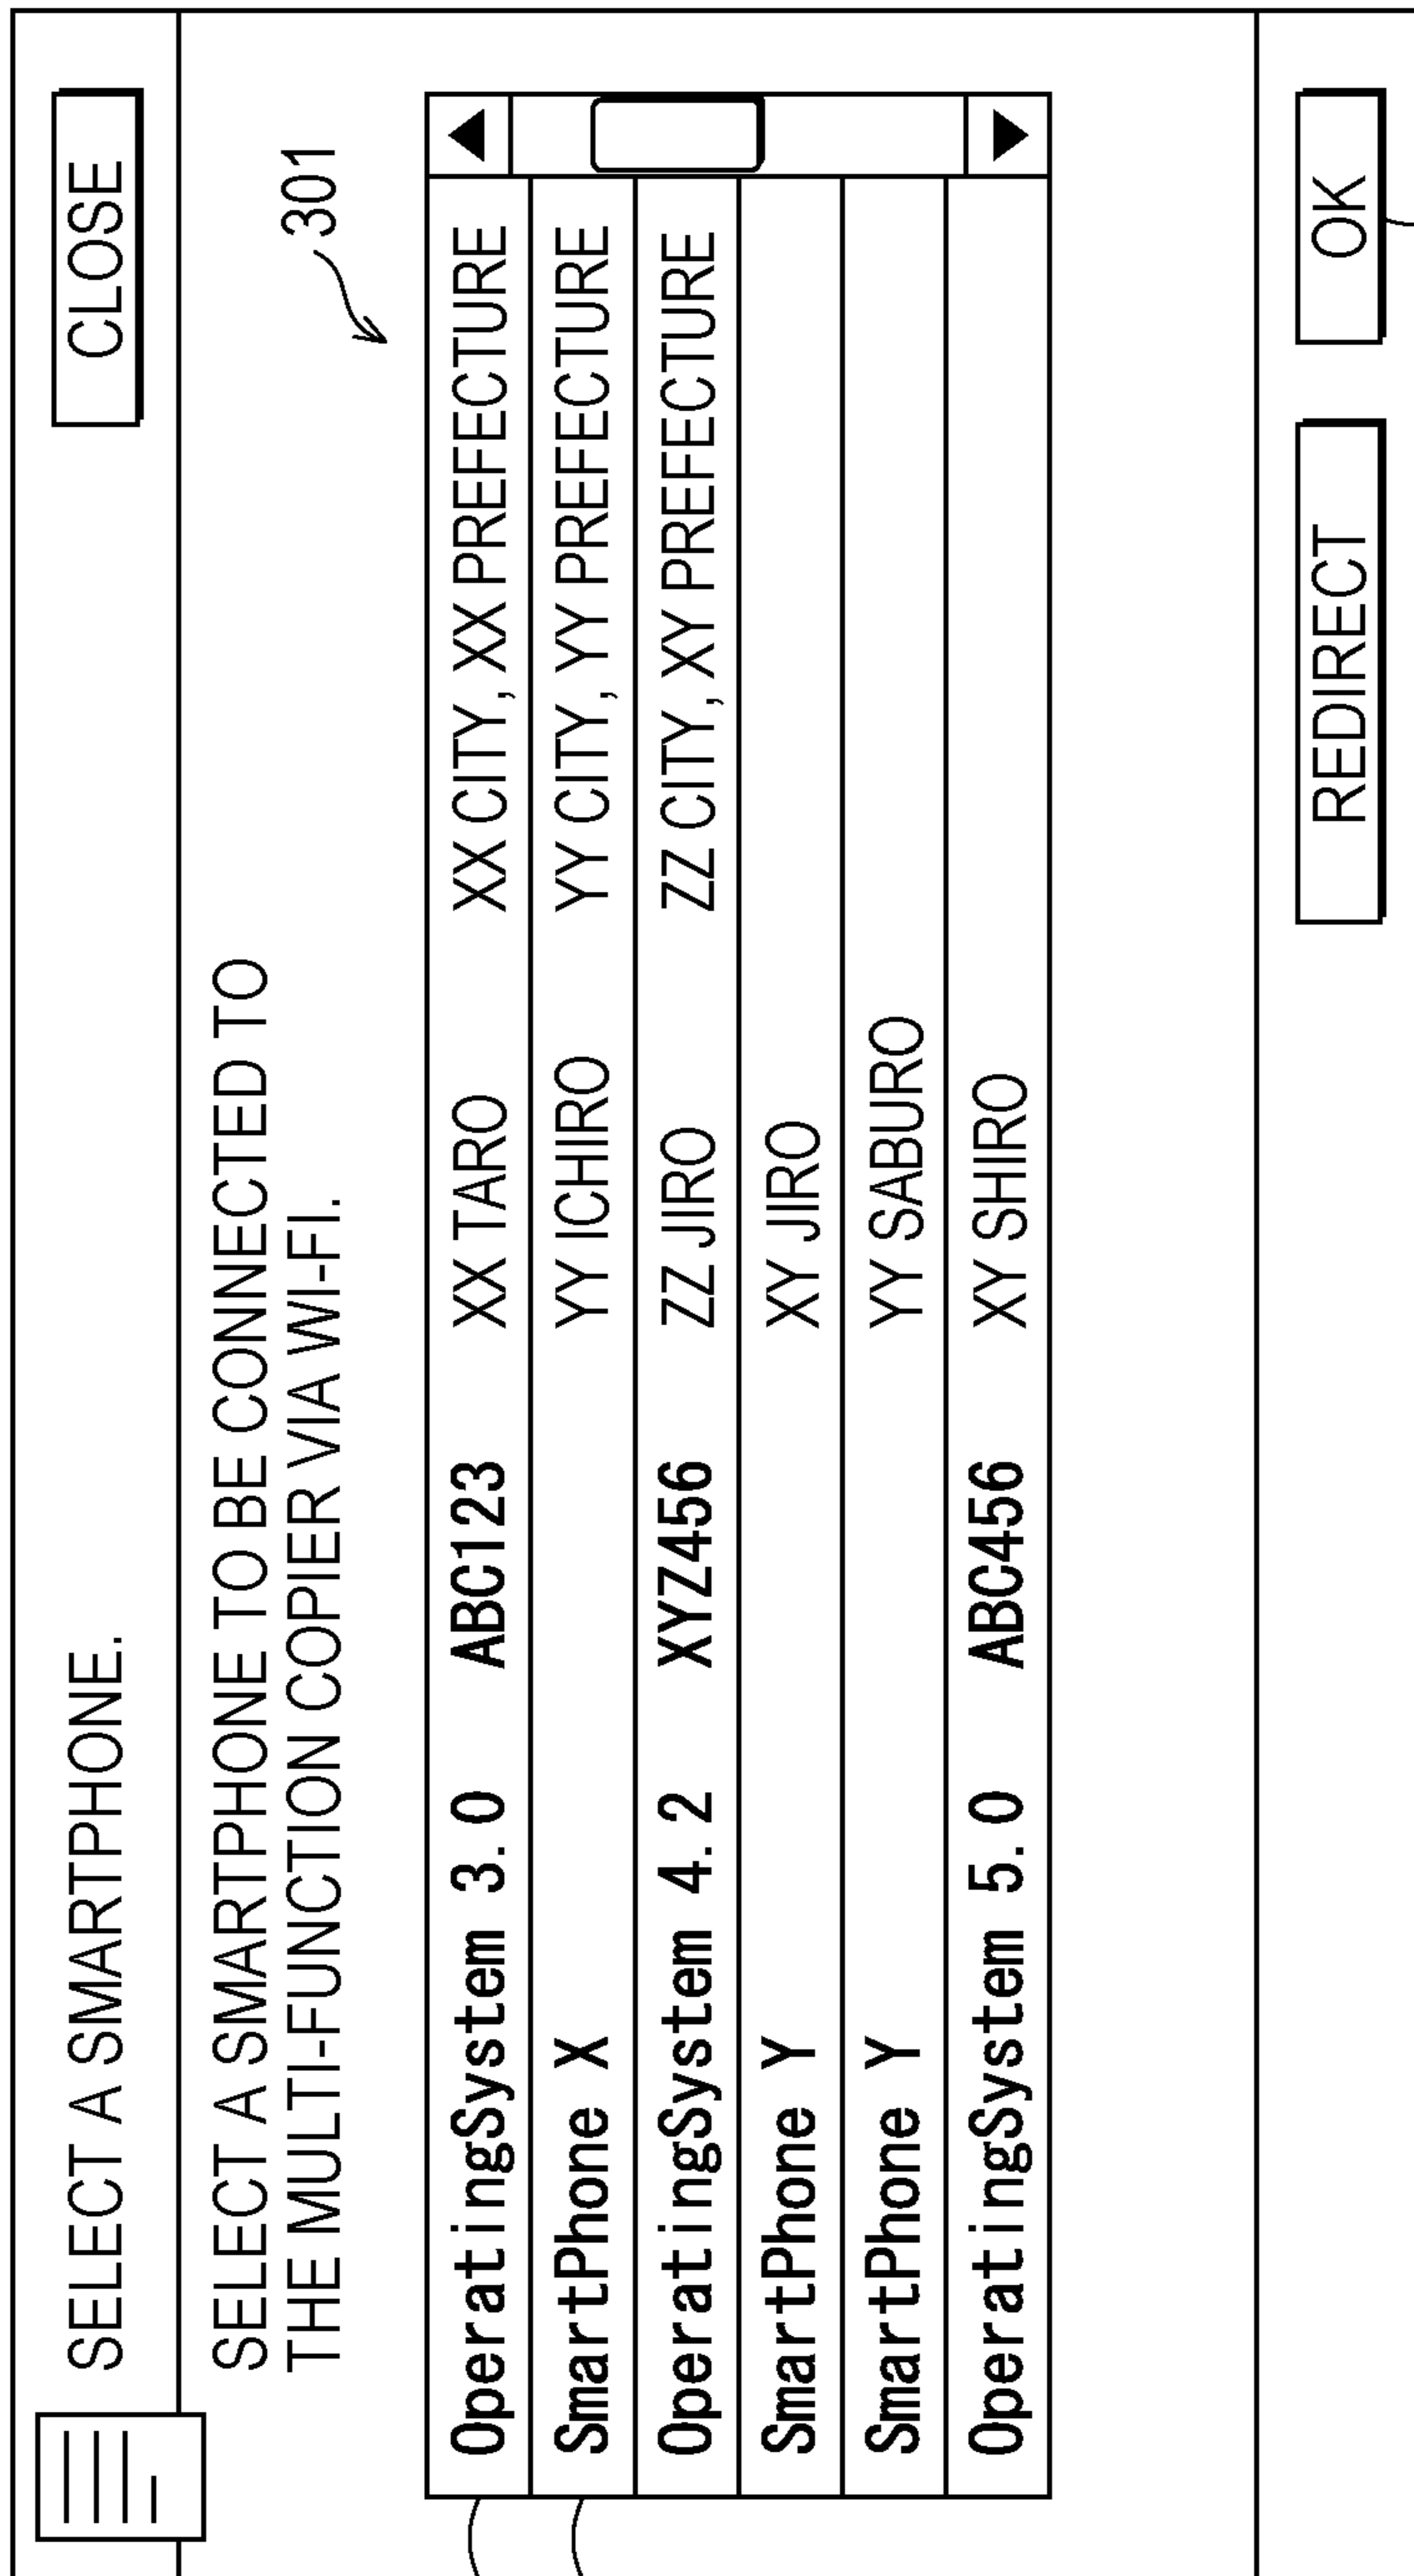 SELECT A SMARTPHONE. CLOSE
SELECT A SMARTPHONE TO BE CONNECTED TO
THE MULTI-FUNCTION COPIER VIA WI-FI.
301
OperatingSystem 3.0 ABC123 XX TARO XX CITY, XX PREFECTURE
SmartPhone X YY ICHIRO YY CITY, YY PREFECTURE
OperatingSystem 4.2 XYZ456 ZZ JIRO ZZ CITY, XY PREFECTURE
SmartPhone Y XY JIRO
SmartPhone Y YY SABURO
OperatingSystem 5.0 ABC456 XY SHIRO
REDIRECT OK